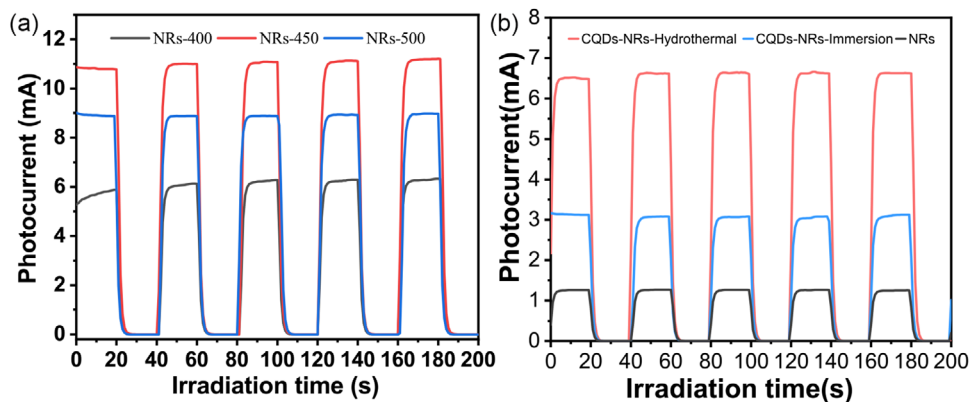 (a)
NRs-400 NRs-450 NRs-500
Photocurrent (mA)
12
10
8
6
4
2
0
0 20 40 60 80 100 120 140 160 180 200
Irradiation time (s)
(b)
CQDs-NRs-Hydrothermal CQDs-NRs-Immersion NRs
Photocurrent(mA)
8
7
6
5
4
3
2
1
0
0 20 40 60 80 100 120 140 160 180 200
Irradiation time(s)